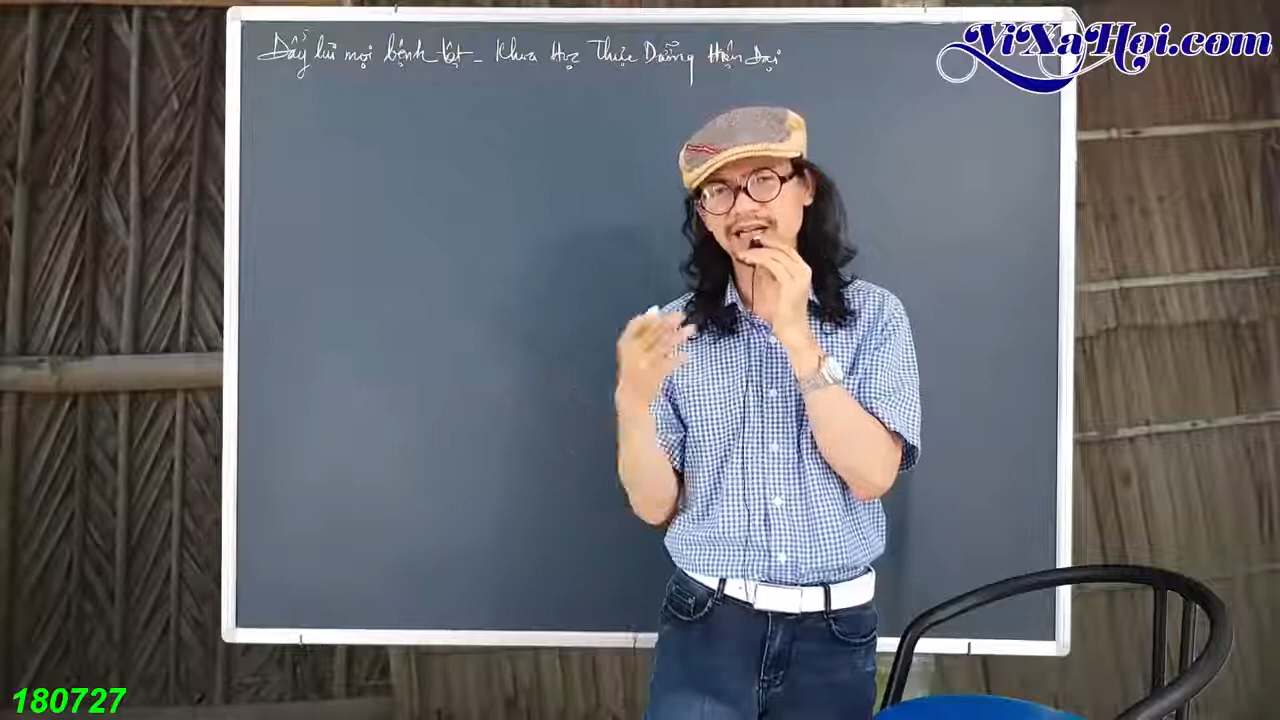 Đẩy lùi mọi bệnh tật - Khoa Học Thực Dưỡng Hiện Đại
ViXaHoi.com
180727